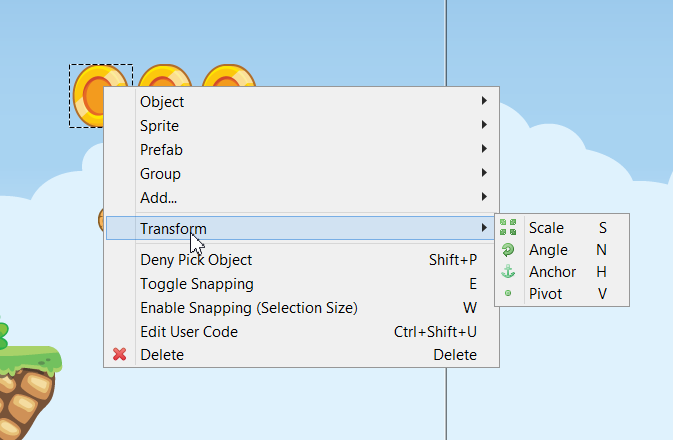 Object
Sprite
Prefab
Group
Add...
Transform
Scale S
Angle N
Anchor H
Pivot V
Deny Pick Object Shift+P
Toggle Snapping E
Enable Snapping (Selection Size) W
Edit User Code Ctrl+Shift+U
Delete Delete